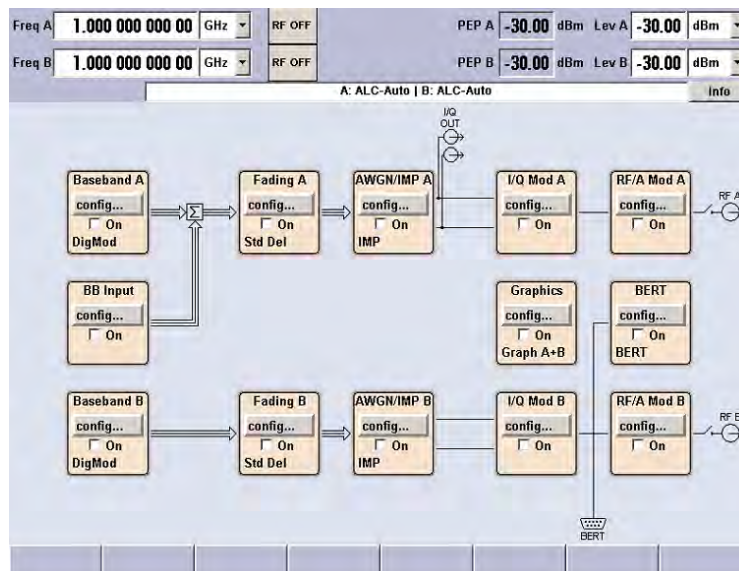 Freq A 1.000 000 000 00 GHz RF OFF PEP A -30.00 dBm Lev A -30.00 dBm
Freq B 1.000 000 000 00 GHz RF OFF PEP B -30.00 dBm Lev B -30.00 dBm
A: ALC-Auto | B: ALC-Auto Info
I/Q
OUT
Baseband A Fading A AWGN/IMP A I/Q Mod A RF/A Mod A
config... config... config... config... config... RF A
On On On On On
DigMod Std Del IMP
Σ
BB Input Graphics BERT
config... config... config...
On On On
Graph A+B BERT
Baseband B Fading B AWGN/IMP B I/Q Mod B RF/A Mod B
config... config... config... config... config...
On On On On On
DigMod Std Del IMP
BERT